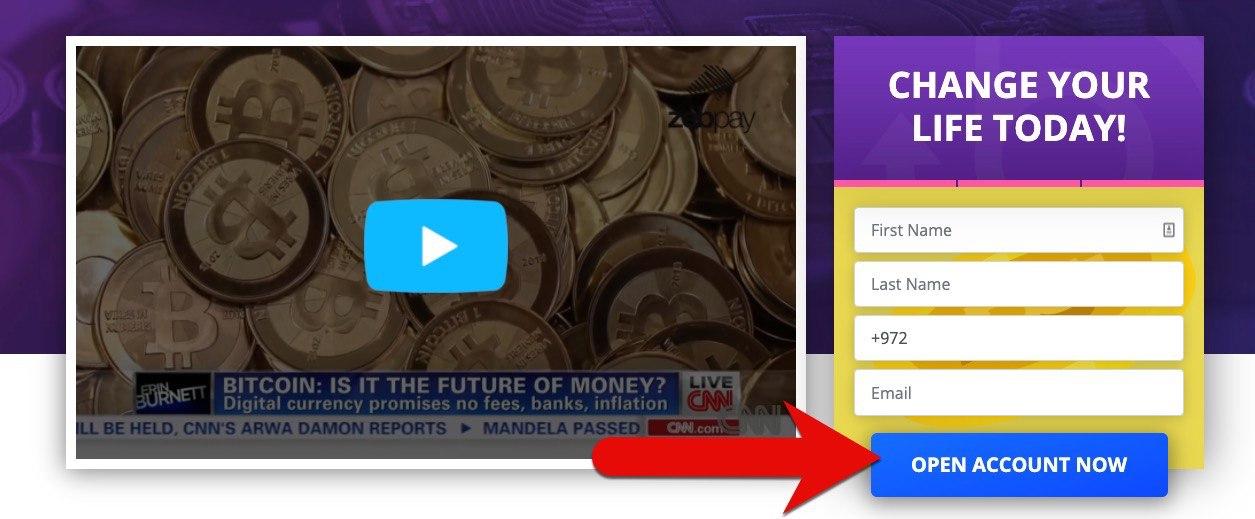 zebpay
BITCOIN: IS IT THE FUTURE OF MONEY?
Digital currency promises no fees, banks, inflation
ERIN
BURNETT
LIVE
CNN
CNN
ILL BE HELD, CNN'S ARWA DAMON REPORTS ▸ MANDELA PASSED
CNN.com
CHANGE YOUR
LIFE TODAY!
First Name
Last Name
+972
Email
OPEN ACCOUNT NOW